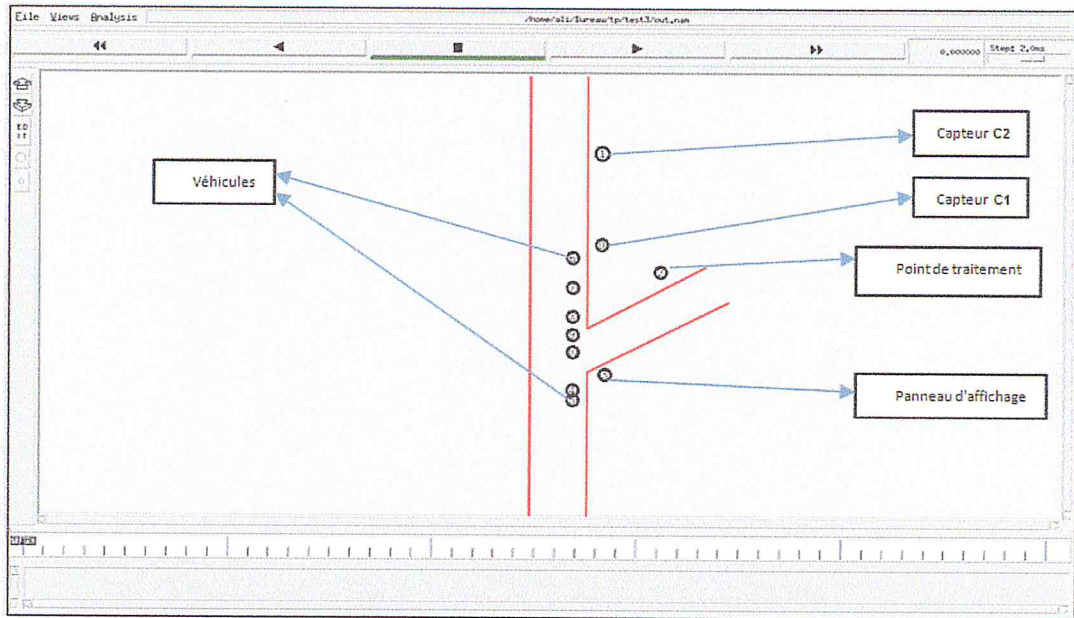 File Views Analysis
/home/ali/Bureau/tp/test3/out.nam
0.000000
Step: 2.0ms
Capteur C2
Véhicules
Capteur C1
Point de traitement
Panneau d'affichage
TIME